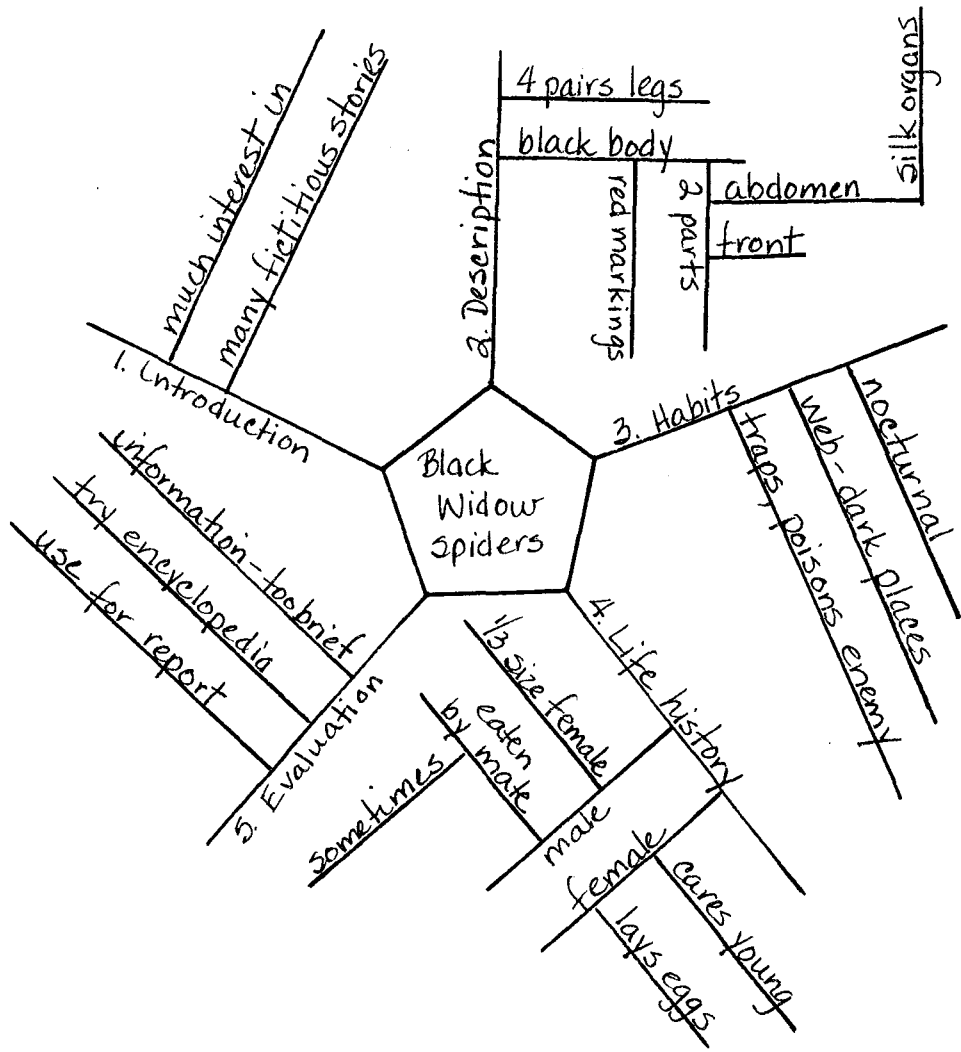 Black
Widow
spiders
1. Introduction
much interest in
many fictitious stories
2. Description
4 pairs legs
black body
red markings
2 parts
abdomen
silk organs
front
3. Habits
traps, poisons enemy
web-dark places
nocturnal
4. Life history
male
1/3 size female
eaten
by mate
sometimes
female
cares young
lays eggs
5. Evaluation
information-too brief
try encyclopedia
use for report